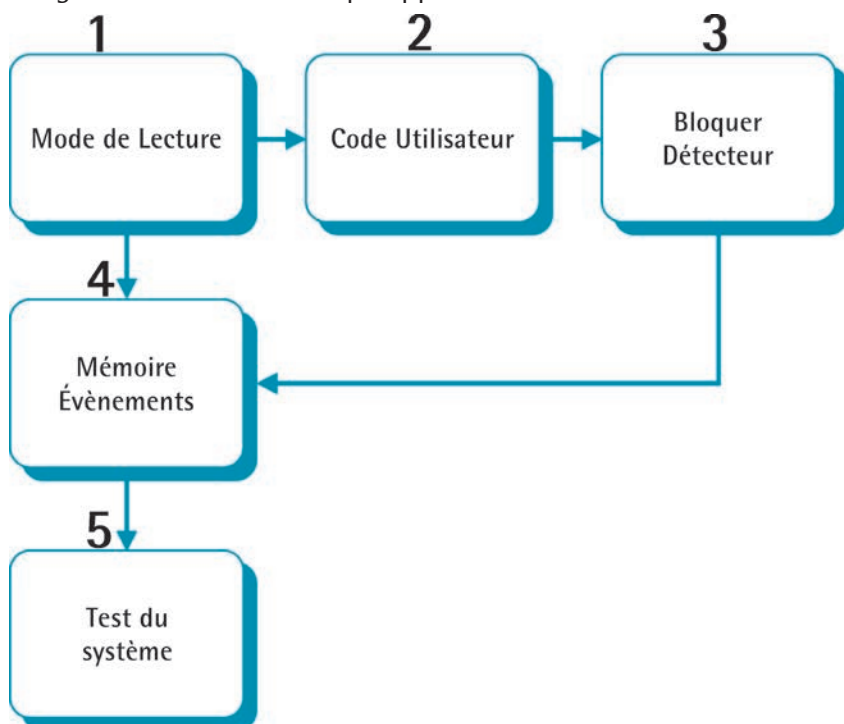 1
2
3
Mode de Lecture
Code Utilisateur
Bloquer
Détecteur
4
Mémoire
Évènements
5
Test du
système